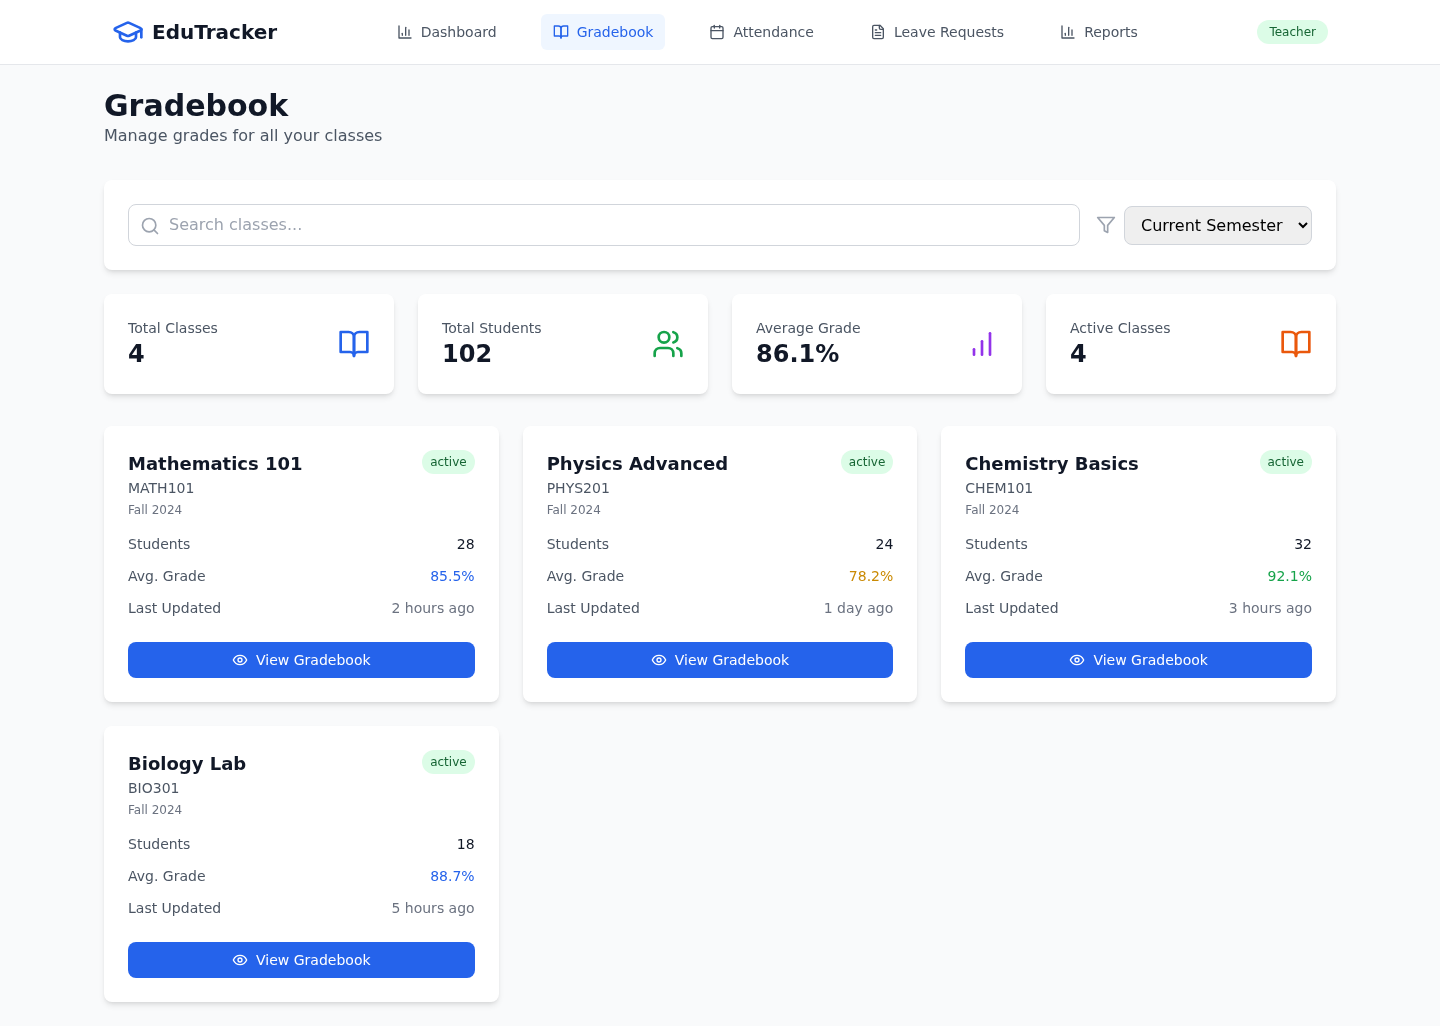 EduTracker
Dashboard
Gradebook
Attendance
Leave Requests
Reports
Teacher
Gradebook
Manage grades for all your classes
Search classes...
Current Semester
Total Classes
4
Total Students
102
Average Grade
86.1%
Active Classes
4
Mathematics 101
active
MATH101
Fall 2024
Students 28
Avg. Grade 85.5%
Last Updated 2 hours ago
View Gradebook
Physics Advanced
active
PHYS201
Fall 2024
Students 24
Avg. Grade 78.2%
Last Updated 1 day ago
View Gradebook
Chemistry Basics
active
CHEM101
Fall 2024
Students 32
Avg. Grade 92.1%
Last Updated 3 hours ago
View Gradebook
Biology Lab
active
BIO301
Fall 2024
Students 18
Avg. Grade 88.7%
Last Updated 5 hours ago
View Gradebook